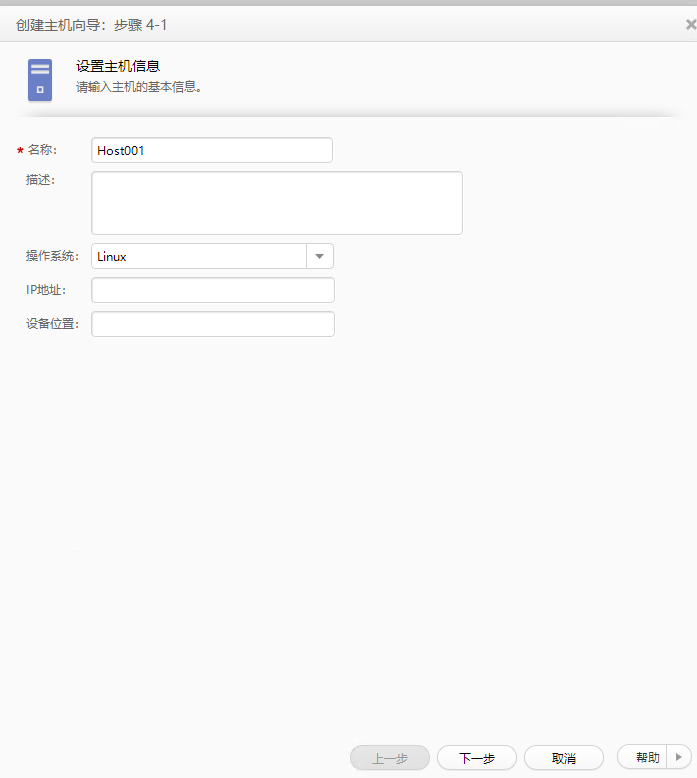 创建主机向导：步骤 4-1
设置主机信息
请输入主机的基本信息。
* 名称： Host001
描述：
操作系统： Linux
IP地址：
设备位置：
上一步 下一步 取消 帮助